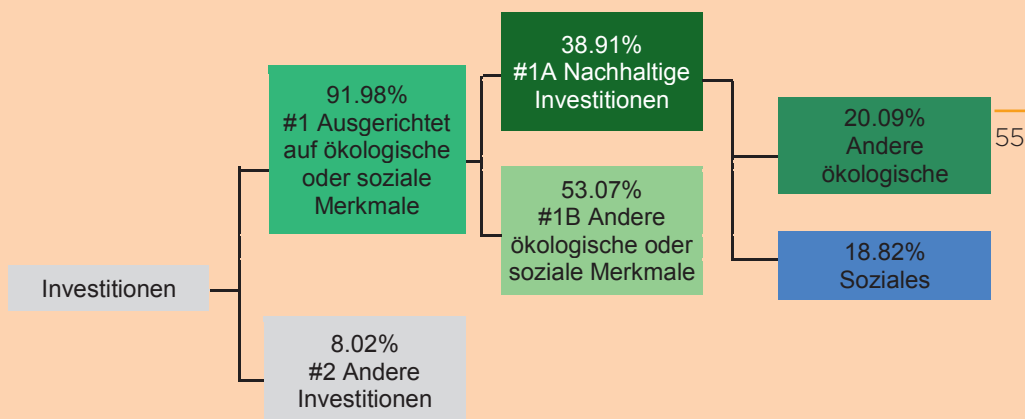 Investitionen
91.98%
#1 Ausgerichtet
auf ökologische
oder soziale
Merkmale
8.02%
#2 Andere
Investitionen
38.91%
#1A Nachhaltige
Investitionen
53.07%
#1B Andere
ökologische oder
soziale Merkmale
20.09%
Andere
ökologische
18.82%
Soziales
55